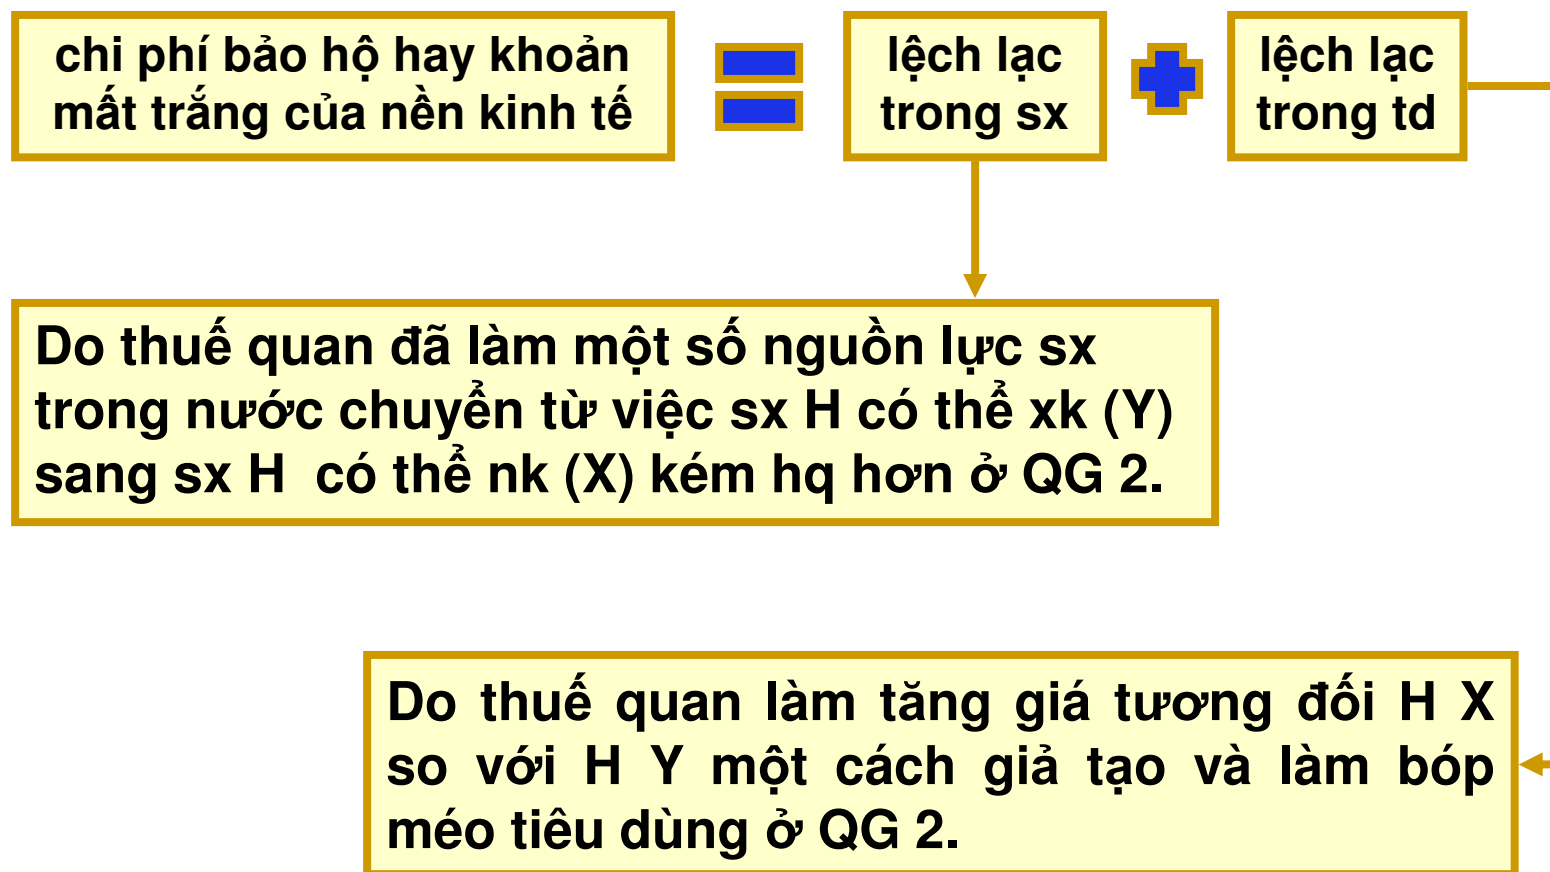 chi phí bảo hộ hay khoản
mất trắng của nền kinh tế
lệch lạc
trong sx
lệch lạc
trong td
Do thuế quan đã làm một số nguồn lực sx
trong nước chuyển từ việc sx H có thể xk (Y)
sang sx H có thể nk (X) kém hq hơn ở QG 2.
Do thuế quan làm tăng giá tương đối H X
so với H Y một cách giả tạo và làm bóp
méo tiêu dùng ở QG 2.